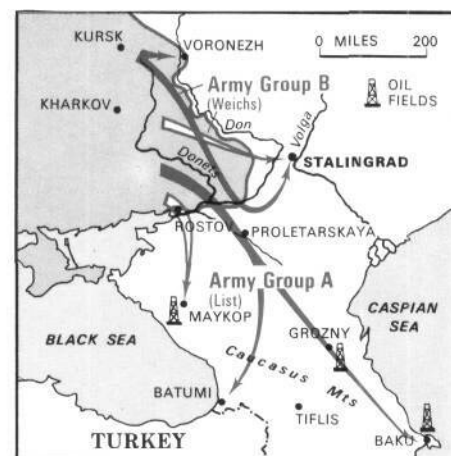 KURSK
VORONEZH
0 MILES 200
Army Group B
(Weichs)
OIL
FIELDS
KHARKOV
Don
Volga
Donets
STALINGRAD
ROSTOV
PROLETARSKAYA
Army Group A
(List)
MAYKOP
CASPIAN
SEA
BLACK SEA
GROZNY
Caucasus Mts
BATUMI
TIFLIS
TURKEY
BAKU